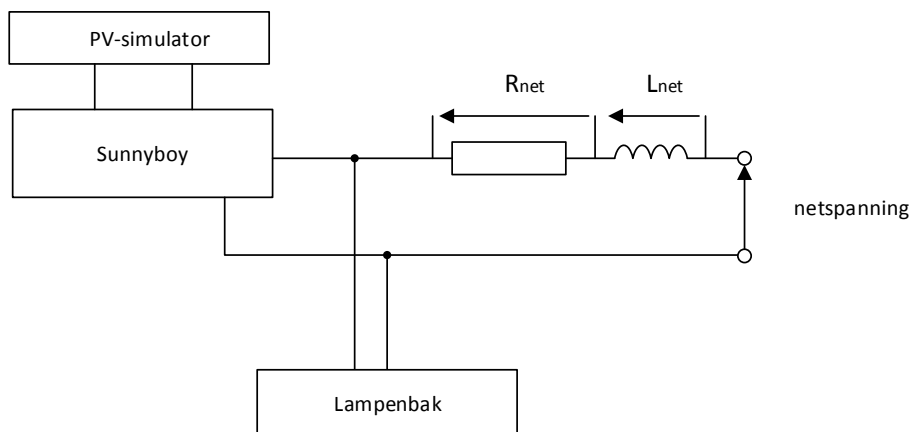 PV-simulator
Sunnyboy
Rnet
Lnet
netspanning
Lampenbak